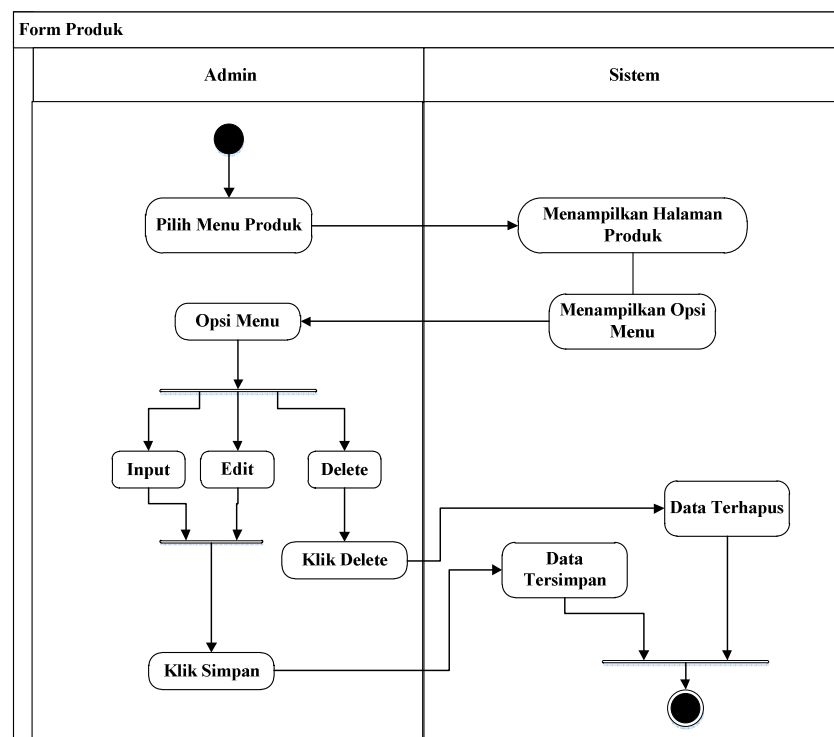 Form Produk
Admin
Sistem
Pilih Menu Produk
Menampilkan Halaman
Produk
Menampilkan Opsi
Menu
Opsi Menu
Input
Edit
Delete
Klik Delete
Data Terhapus
Data
Tersimpan
Klik Simpan